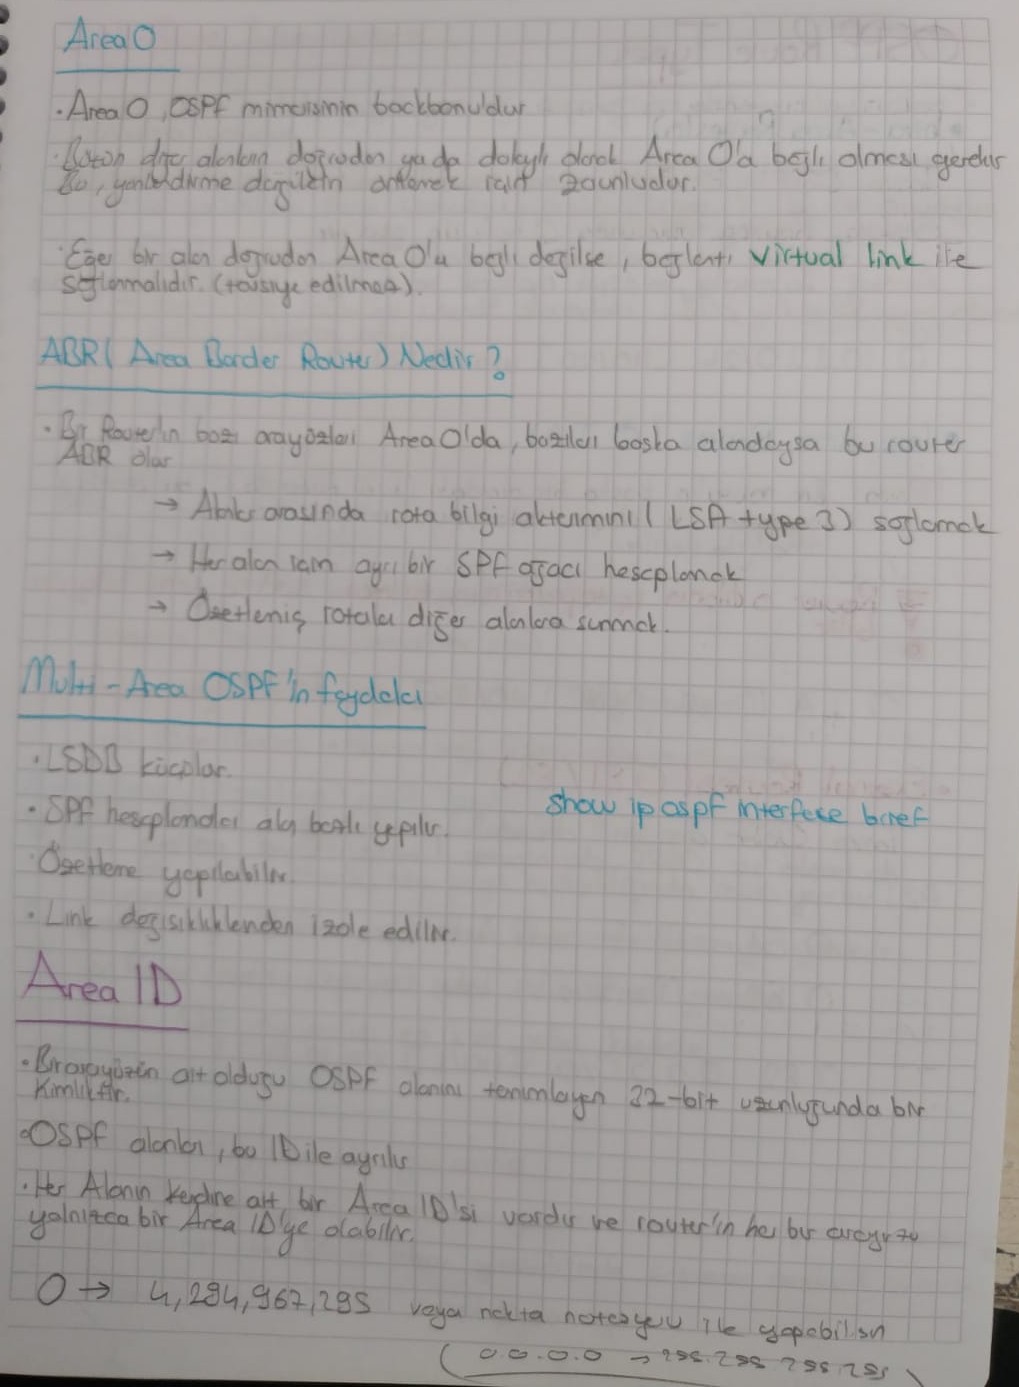 Area 0
· Area 0, OSPF mimarisinin backbonu'dur
· Bütün diğer alanların doğrudan ya da dolaylı olarak Area 0'a bağlı olması gerekir
Bu, yönlendirme döngülerin zorunludur.
· Eğer bir alan doğrudan Area 0'a bağlı değilse, bağlantı virtual link ile
sağlanmalıdır. (tavsiye edilmez).
ABR( Area Border Router) Nedir?
· Bir Router'ın bazı arayüzleri Area 0'da, bazıları başka alandaysa bu router
ABR olur
→ Alanlar arasında rota bilgi aktarımını ( LSA type 3) sağlamak
→ Her alan için ayrı bir SPF ağacı hesaplamak
→ Özetlemiş rotaları diğer alanlara sunmak.
Multi-Area OSPF'in faydaları
· LSDB küçülür.
· SPF hesaplamaları alan bazlı yapılır.
show ip ospf interface brief
· Özetleme yapılabilir.
· Link değişikliklerinden izole edilir.
Area ID
· Bir arayüzün ait olduğu OSPF alanını tanımlayan 32-bit uzunluğunda bir
Kimliktir.
· OSPF alanları, bu ID ile ayrılır
· Her Alanın kendine ait bir Area ID'si vardır ve router'ın her bir arayüzü
yalnızca bir Area ID'ye olabilir.
0 → 4,294,967,295 veya nokta notasyonu ile yapabilirsin
( 0.0.0.0 → 255.255.255.255 )